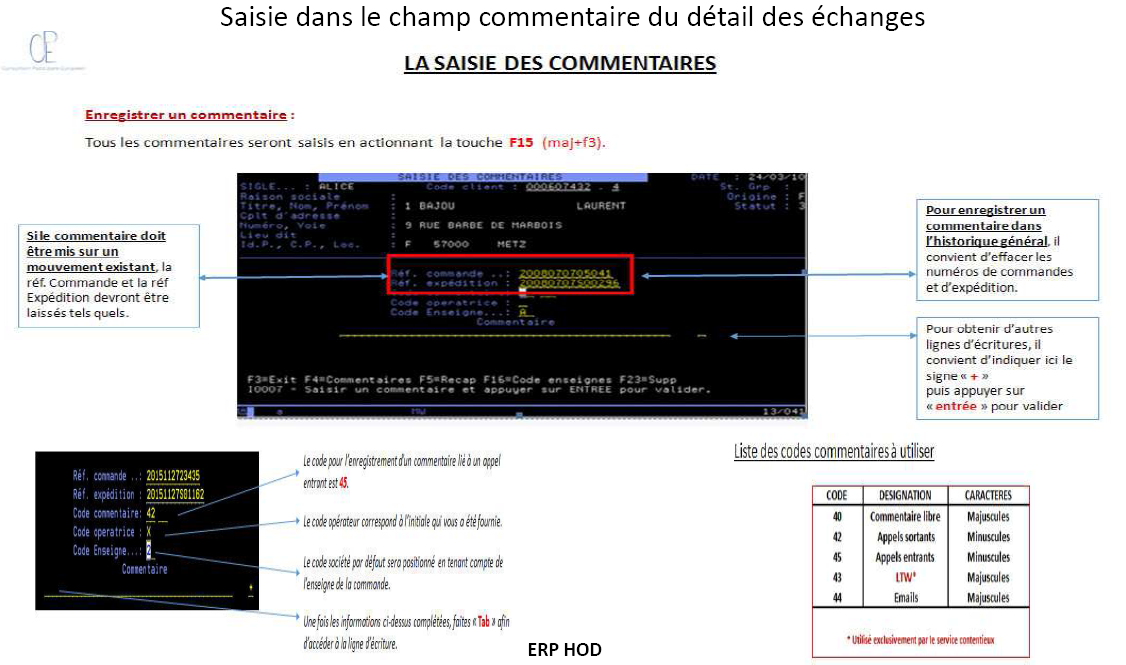 Saisie dans le champ commentaire du détail des échanges
CPE
LA SAISIE DES COMMENTAIRES
Enregistrer un commentaire :
Tous les commentaires seront saisis en actionnant la touche F15 (maj+f3).
SAISIE DES COMMENTAIRES DATE : 24/03/10
SIGLE... : ALICE Code client : 000607432 . 4 St. Grp :
Raison sociale : Origine : F
Titre, Nom, Prénom : 1 BAJOU LAURENT Statut : 3
Cplt d'adresse :
Numéro, Voie : 9 RUE BARBE DE MARBOIS
Lieu dit :
Id.P., C.P., Loc. : F 57000 METZ
Réf. commande ..: 2008070705041
Réf. expédition : 20080707S00296
Code operatrice :
Code Enseigne...: A
Commentaire
F3=Exit F4=Commentaires F5=Recap F16=Code enseignes F23=Supp
I0007 - Saisir un commentaire et appuyer sur ENTREE pour valider.
a MW 13/041
Si le commentaire doit
être mis sur un
mouvement existant, la
réf. Commande et la réf
Expédition devront être
laissés tels quels.
Pour enregistrer un
commentaire dans
l'historique général, il
convient d'effacer les
numéros de commandes
et d'expédition.
Pour obtenir d'autres
lignes d'écritures, il
convient d'indiquer ici le
signe « + »
puis appuyer sur
« entrée » pour valider
Réf. commande ..: 2015112723435
Réf. expédition : 20151127S01162
Code commentaire: 42
Code operatrice : X
Code Enseigne...: 2
Commentaire
+
Le code pour l'enregistrement d'un commentaire lié à un appel
entrant est 45.
Le code opérateur correspond à l'initiale qui vous a été fournie.
Le code société par défaut sera positionné en tenant compte de
l'enseigne de la commande.
Une fois les informations ci-dessus complétées, faites « Tab » afin
d'accéder à la ligne d'écriture.
Liste des codes commentaires à utiliser
CODE DESIGNATION CARACTERES
40 Commentaire libre Majuscules
42 Appels sortants Minuscules
45 Appels entrants Minuscules
43 LTW* Majuscules
44 Emails Majuscules
* Utilisé exclusivement par le service contentieux
ERP HOD